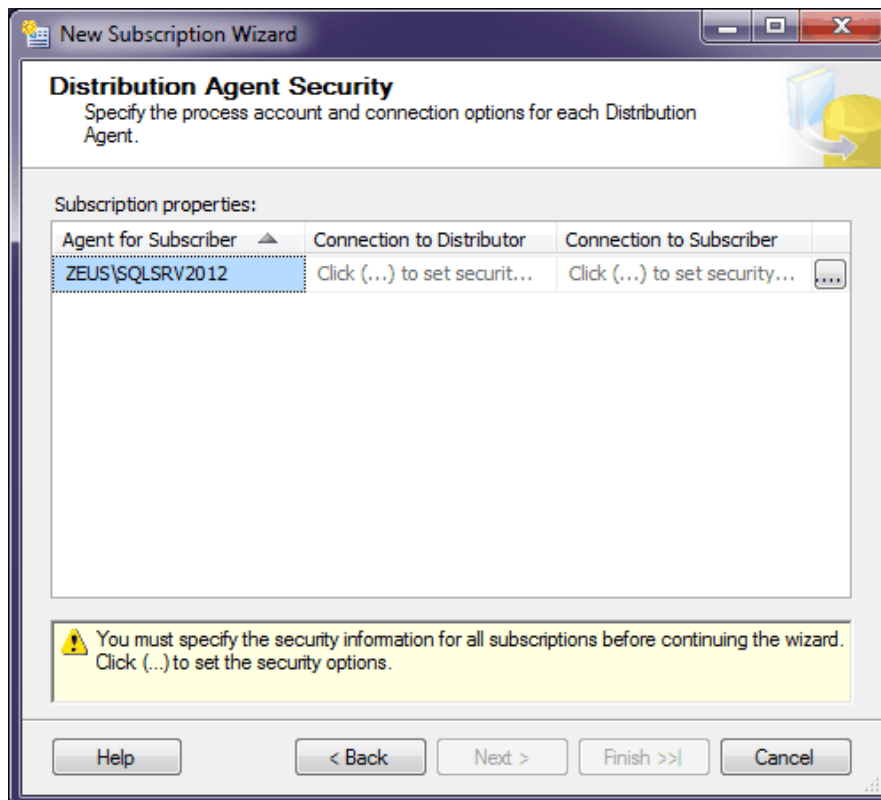 New Subscription Wizard
Distribution Agent Security
Specify the process account and connection options for each Distribution
Agent.
Subscription properties:
Agent for Subscriber Connection to Distributor Connection to Subscriber
ZEUS\SQLSRV2012 Click (...) to set securit... Click (...) to set security... ....
You must specify the security information for all subscriptions before continuing the wizard.
Click (...) to set the security options.
Help < Back Next > Finish >>| Cancel